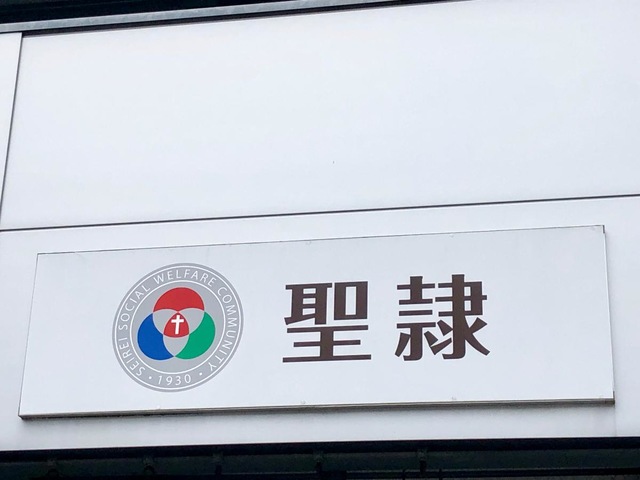 SEIREI SOCIAL WELFARE COMMUNITY
・1930・
聖隷